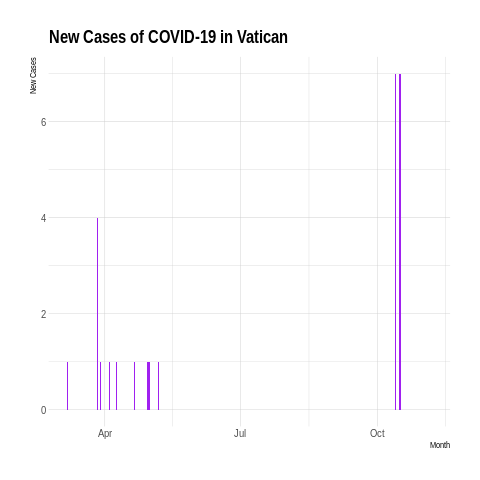 New Cases of COVID-19 in Vatican
New Cases
6
4
2
0
Apr
Jul
Oct
Month